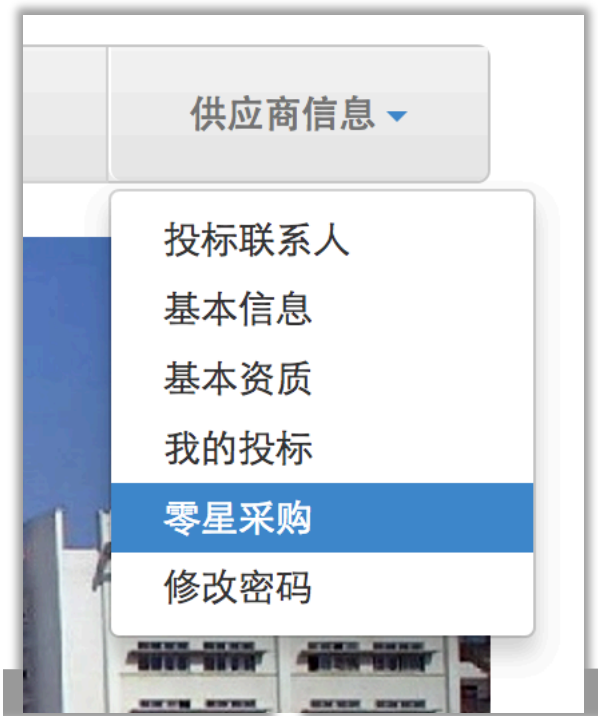 供应商信息
投标联系人
基本信息
基本资质
我的投标
零星采购
修改密码